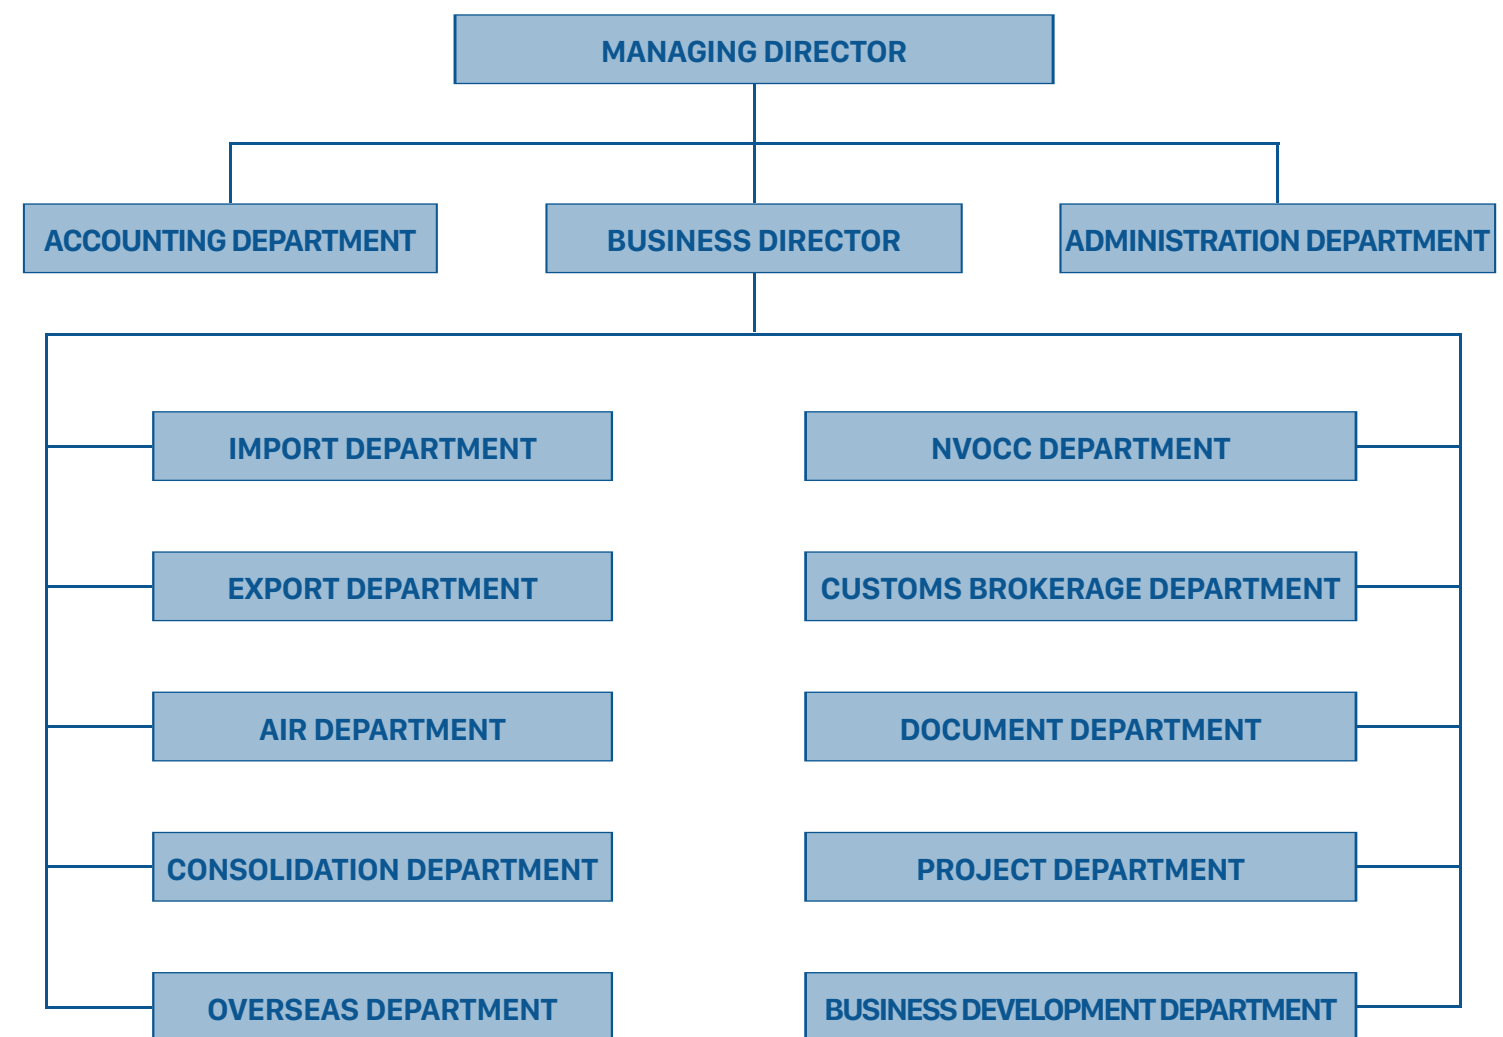 MANAGING DIRECTOR
ACCOUNTING DEPARTMENT
BUSINESS DIRECTOR
ADMINISTRATION DEPARTMENT
IMPORT DEPARTMENT
NVOCC DEPARTMENT
EXPORT DEPARTMENT
CUSTOMS BROKERAGE DEPARTMENT
AIR DEPARTMENT
DOCUMENT DEPARTMENT
CONSOLIDATION DEPARTMENT
PROJECT DEPARTMENT
OVERSEAS DEPARTMENT
BUSINESS DEVELOPMENT DEPARTMENT